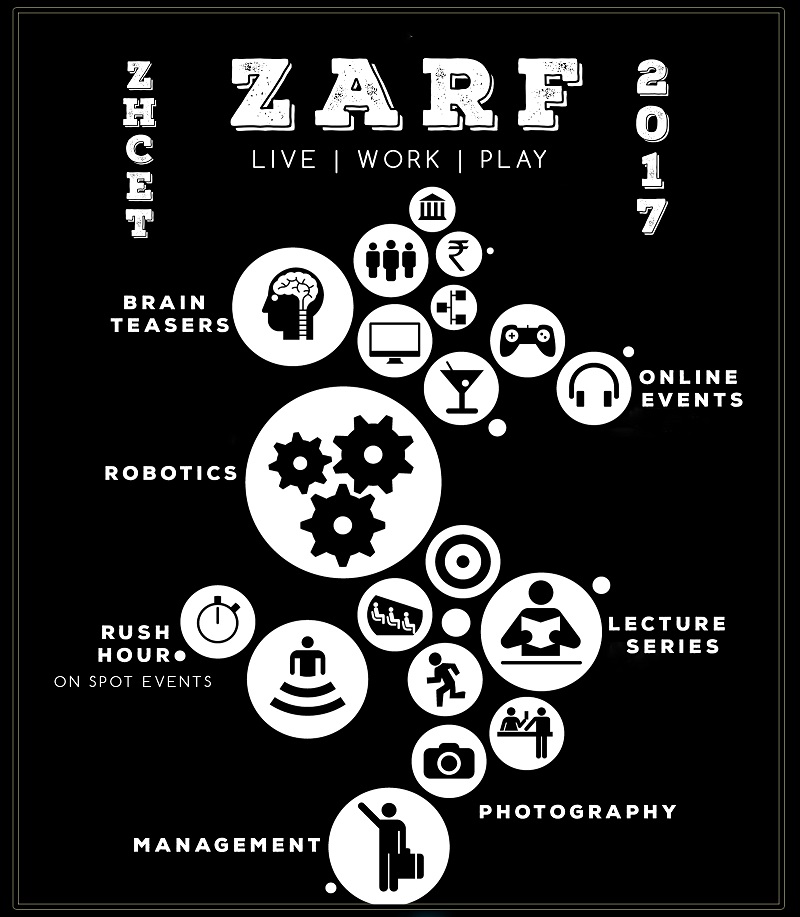 ZHCET
ZARF
2017
LIVE | WORK | PLAY
₹
BRAIN
TEASERS
ONLINE
EVENTS
ROBOTICS
LECTURE
SERIES
RUSH
HOUR
ON SPOT EVENTS
PHOTOGRAPHY
MANAGEMENT